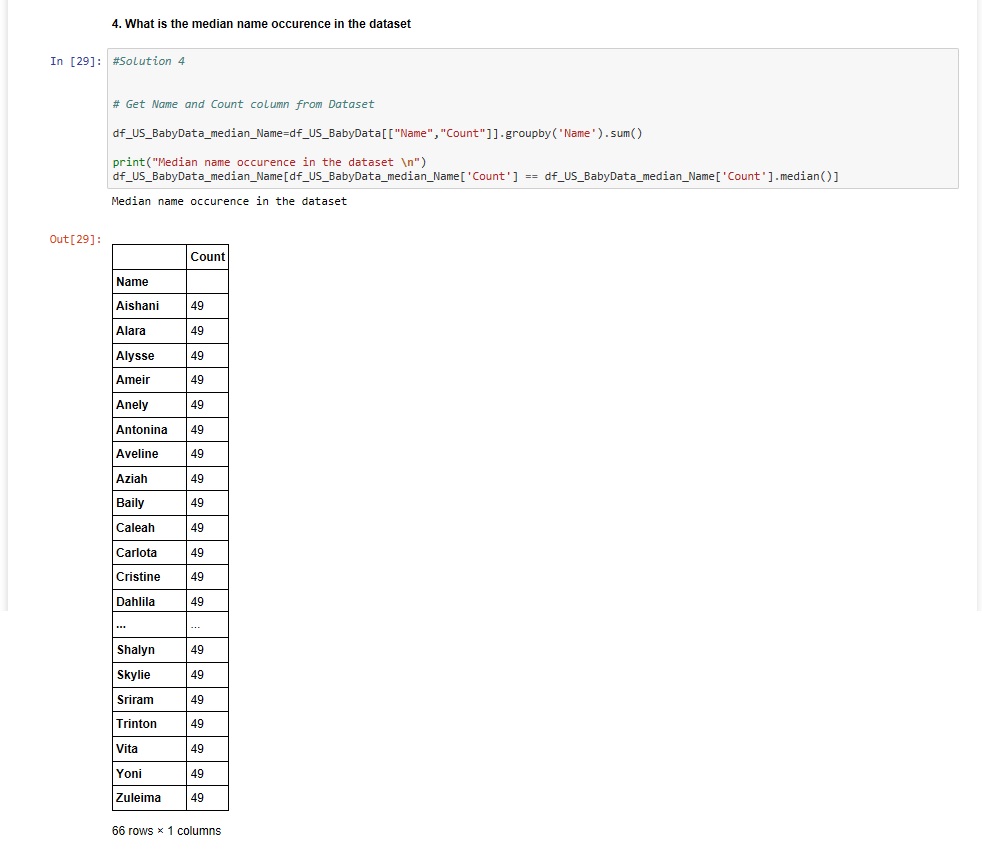 4. What is the median name occurence in the dataset
In [29]: #Solution 4
# Get Name and Count column from Dataset
df_US_BabyData_median_Name=df_US_BabyData[["Name","Count"]].groupby('Name').sum()
print("Median name occurence in the dataset \n")
df_US_BabyData_median_Name[df_US_BabyData_median_Name['Count'] == df_US_BabyData_median_Name['Count'].median()]
Median name occurence in the dataset
Out[29]:
Count
Name
Aishani 49
Alara 49
Alysse 49
Ameir 49
Anely 49
Antonina 49
Aveline 49
Aziah 49
Baily 49
Caleah 49
Carlota 49
Cristine 49
Dahlila 49
... ...
Shalyn 49
Skylie 49
Sriram 49
Trinton 49
Vita 49
Yoni 49
Zuleima 49
66 rows × 1 columns